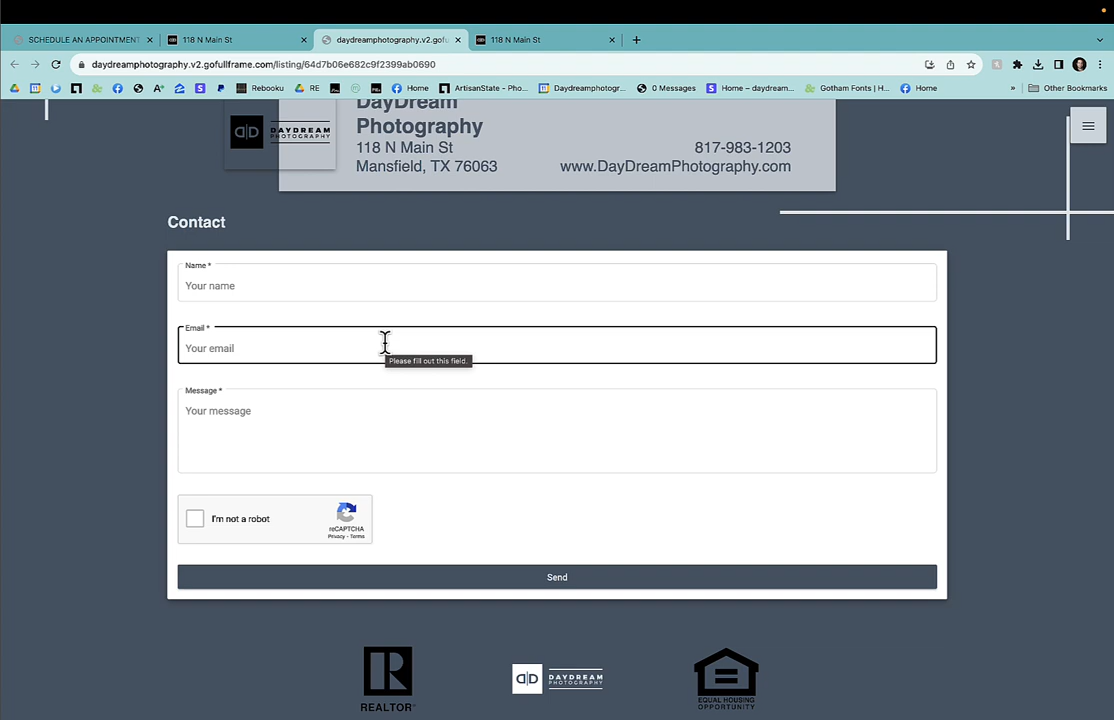 SCHEDULE AN APPOINTMENT
118 N Main St
daydreamphotography.v2.gofu
118 N Main St
daydreamphotography.v2.gofullframe.com/listing/64d7b06e682c9f2399ab0690
Rebooku
RE
Home
ArtisanState - Pho...
Daydreamphotogr...
0 Messages
Home – daydream...
Gotham Fonts | H...
Home
»
Other Bookmarks
DayDream
Photography
118 N Main St
Mansfield, TX 76063
817-983-1203
www.DayDreamPhotography.com
D|D DAYDREAM
PHOTOGRAPHY
Contact
Name *
Your name
Email *
Your email
Please fill out this field.
Message *
Your message
I'm not a robot
reCAPTCHA
Privacy - Terms
Send
R
REALTOR®
D|D DAYDREAM
PHOTOGRAPHY
EQUAL HOUSING
OPPORTUNITY